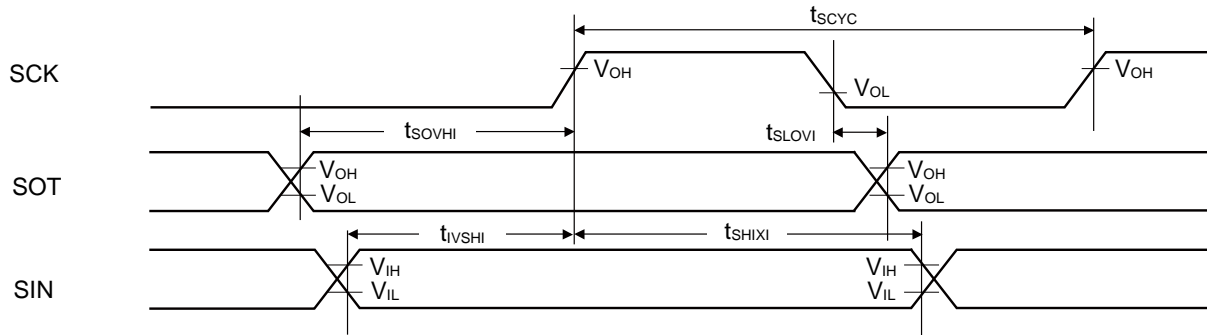 tSCYC
SCK VOH VOL VOH
tSOVHI tSLOVI
SOT VOH VOL VOH VOL
tIVSHI tSHIXI
SIN VIH VIL VIH VIL